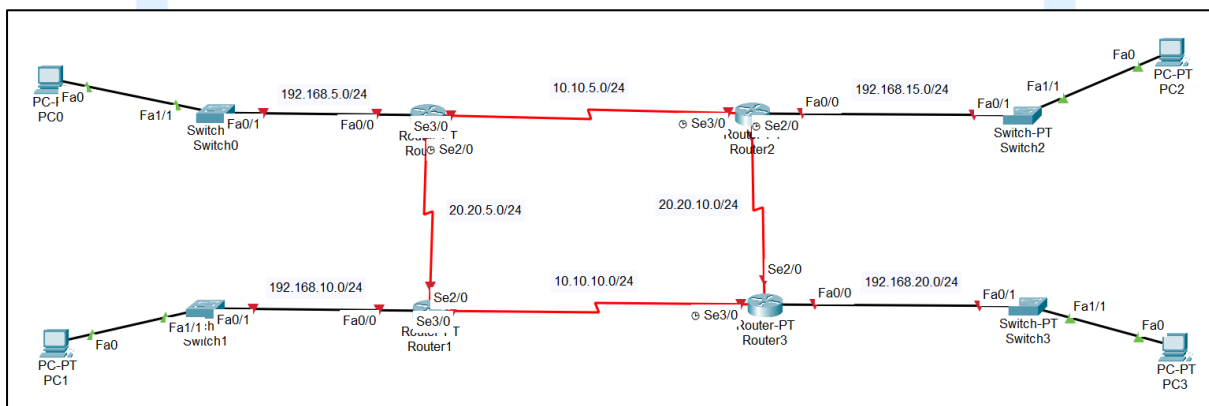 Fa0
PC-PT
PC2
Fa1/1
10.10.5.0/24
192.168.5.0/24
192.168.15.0/24
Fa0
PC0
Fa1/1
Switch
Switch0
Fa0/1
Fa0/0
Se3/0
Se2/0
Se3/0
Se2/0
Router2
Fa0/0
Fa0/1
Switch-PT
Switch2
20.20.5.0/24
20.20.10.0/24
Se2/0
192.168.10.0/24
10.10.10.0/24
192.168.20.0/24
Se2/0
Fa0/1
Fa0/0
Se3/0
Router1
Se3/0
Router-PT
Router3
Fa0/0
Fa0/1
Switch-PT
Switch3
Fa1/1
Fa0
PC-PT
PC3
Fa1/1
Switch1
Fa0
PC-PT
PC1